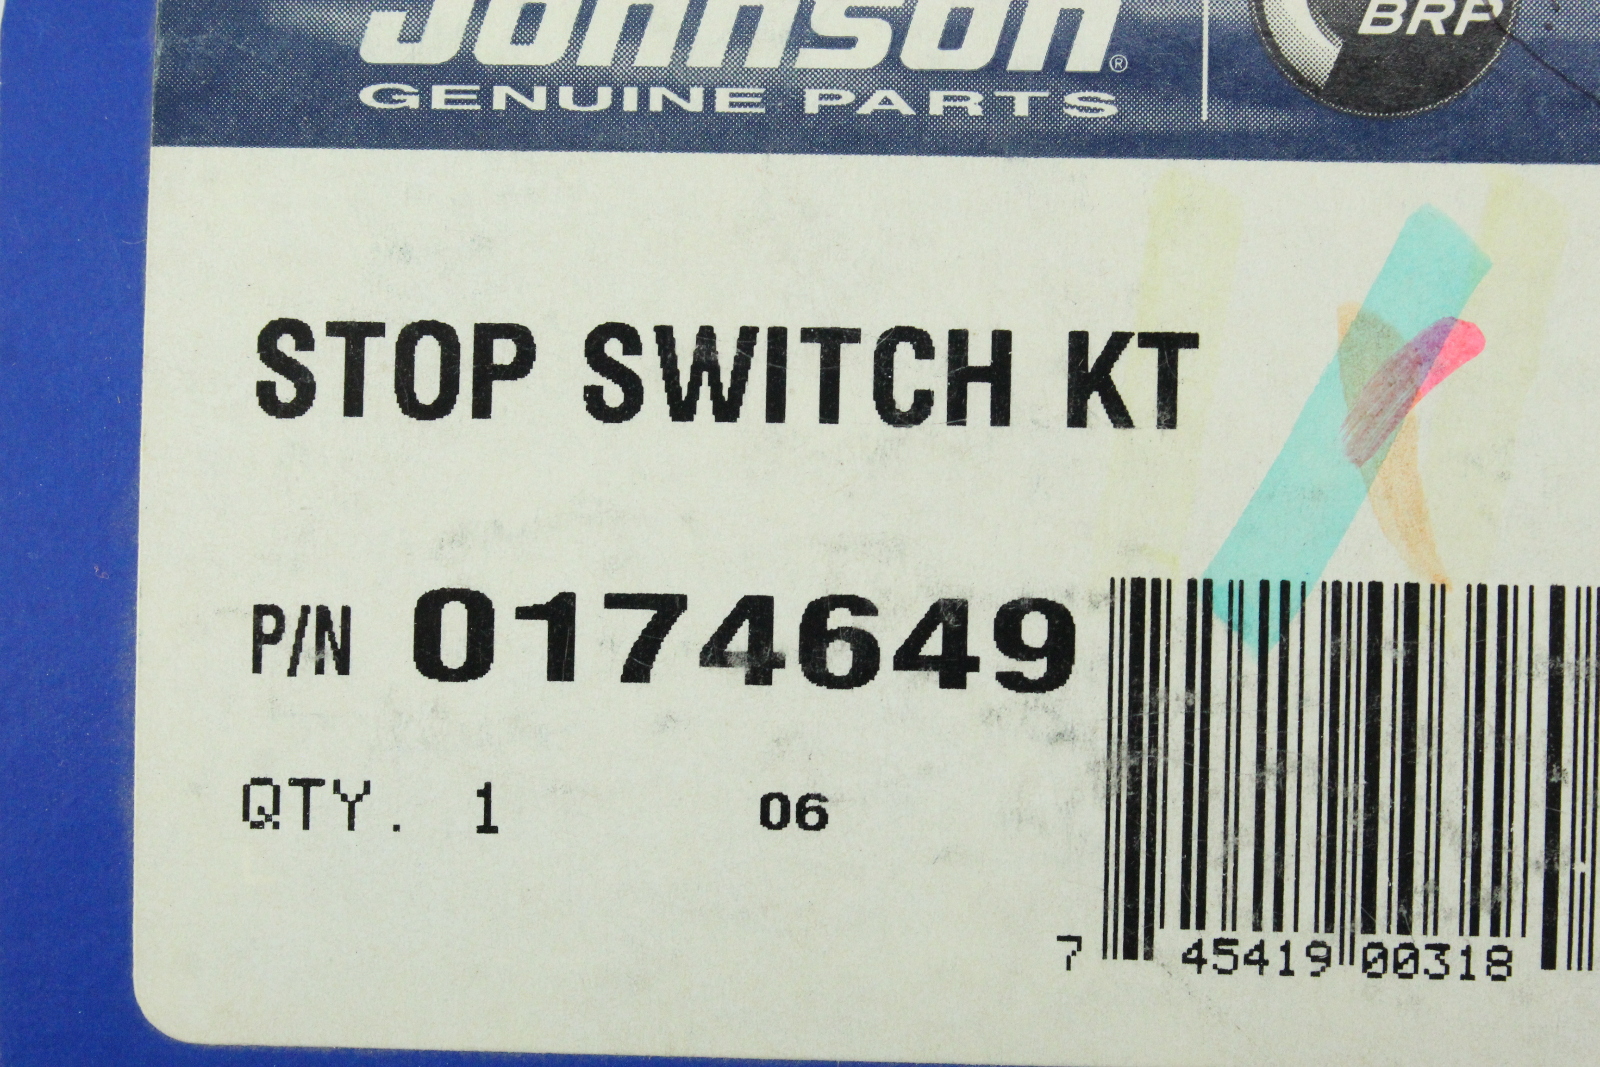 Johnson®
GENUINE PARTS
BRP
STOP SWITCH KT
P/N 0174649
QTY. 1 06
7 45419 00318